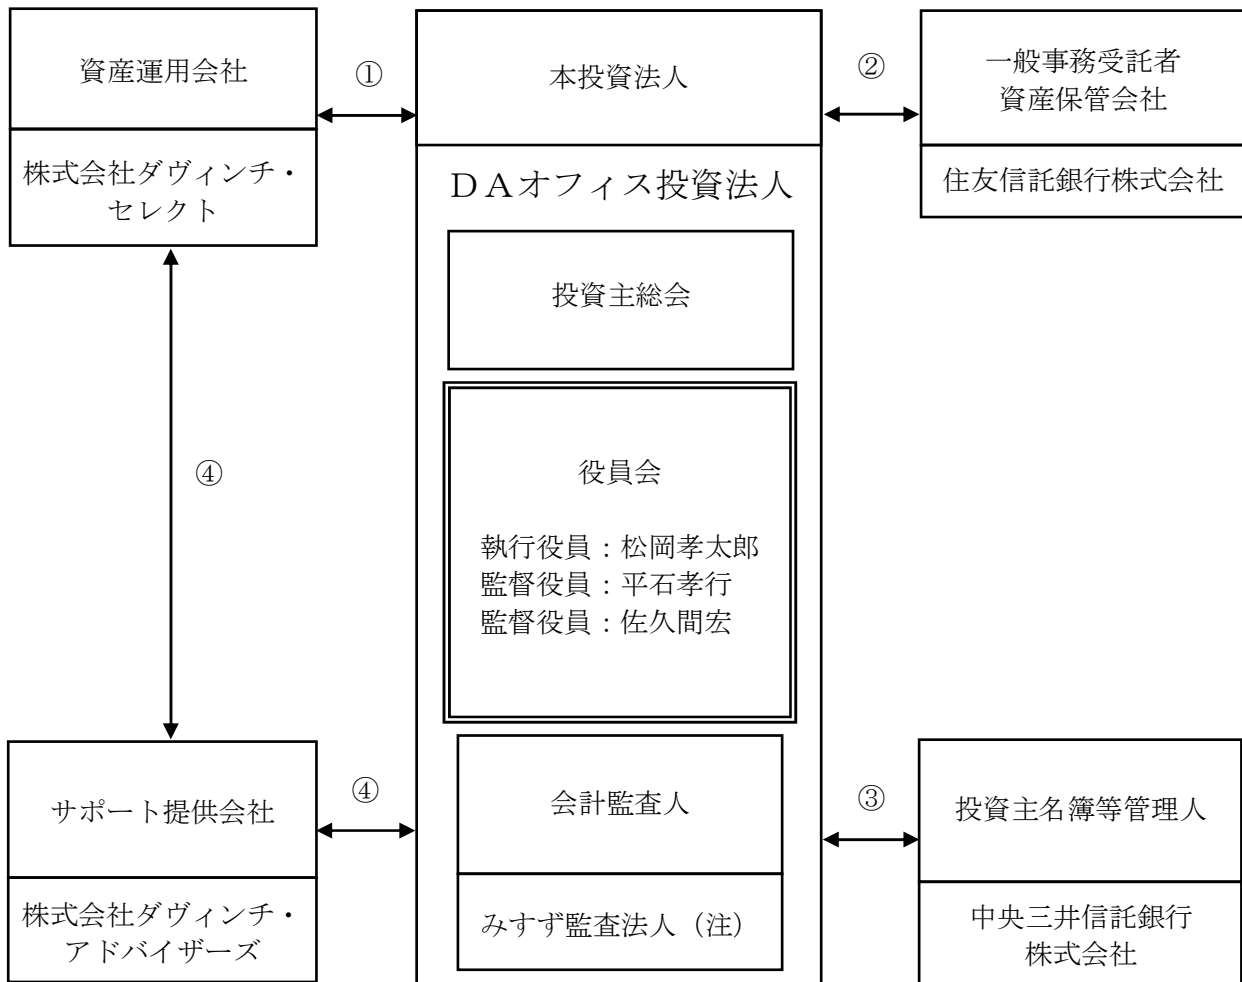 資産運用会社
株式会社ダヴィンチ・
セレクト
①
本投資法人
②
一般事務受託者
資産保管会社
住友信託銀行株式会社
ＤＡオフィス投資法人
投資主総会
役員会
執行役員：松岡孝太郎
監督役員：平石孝行
監督役員：佐久間宏
④
サポート提供会社
株式会社ダヴィンチ・
アドバイザーズ
④
会計監査人
みすず監査法人（注）
③
投資主名簿等管理人
中央三井信託銀行
株式会社